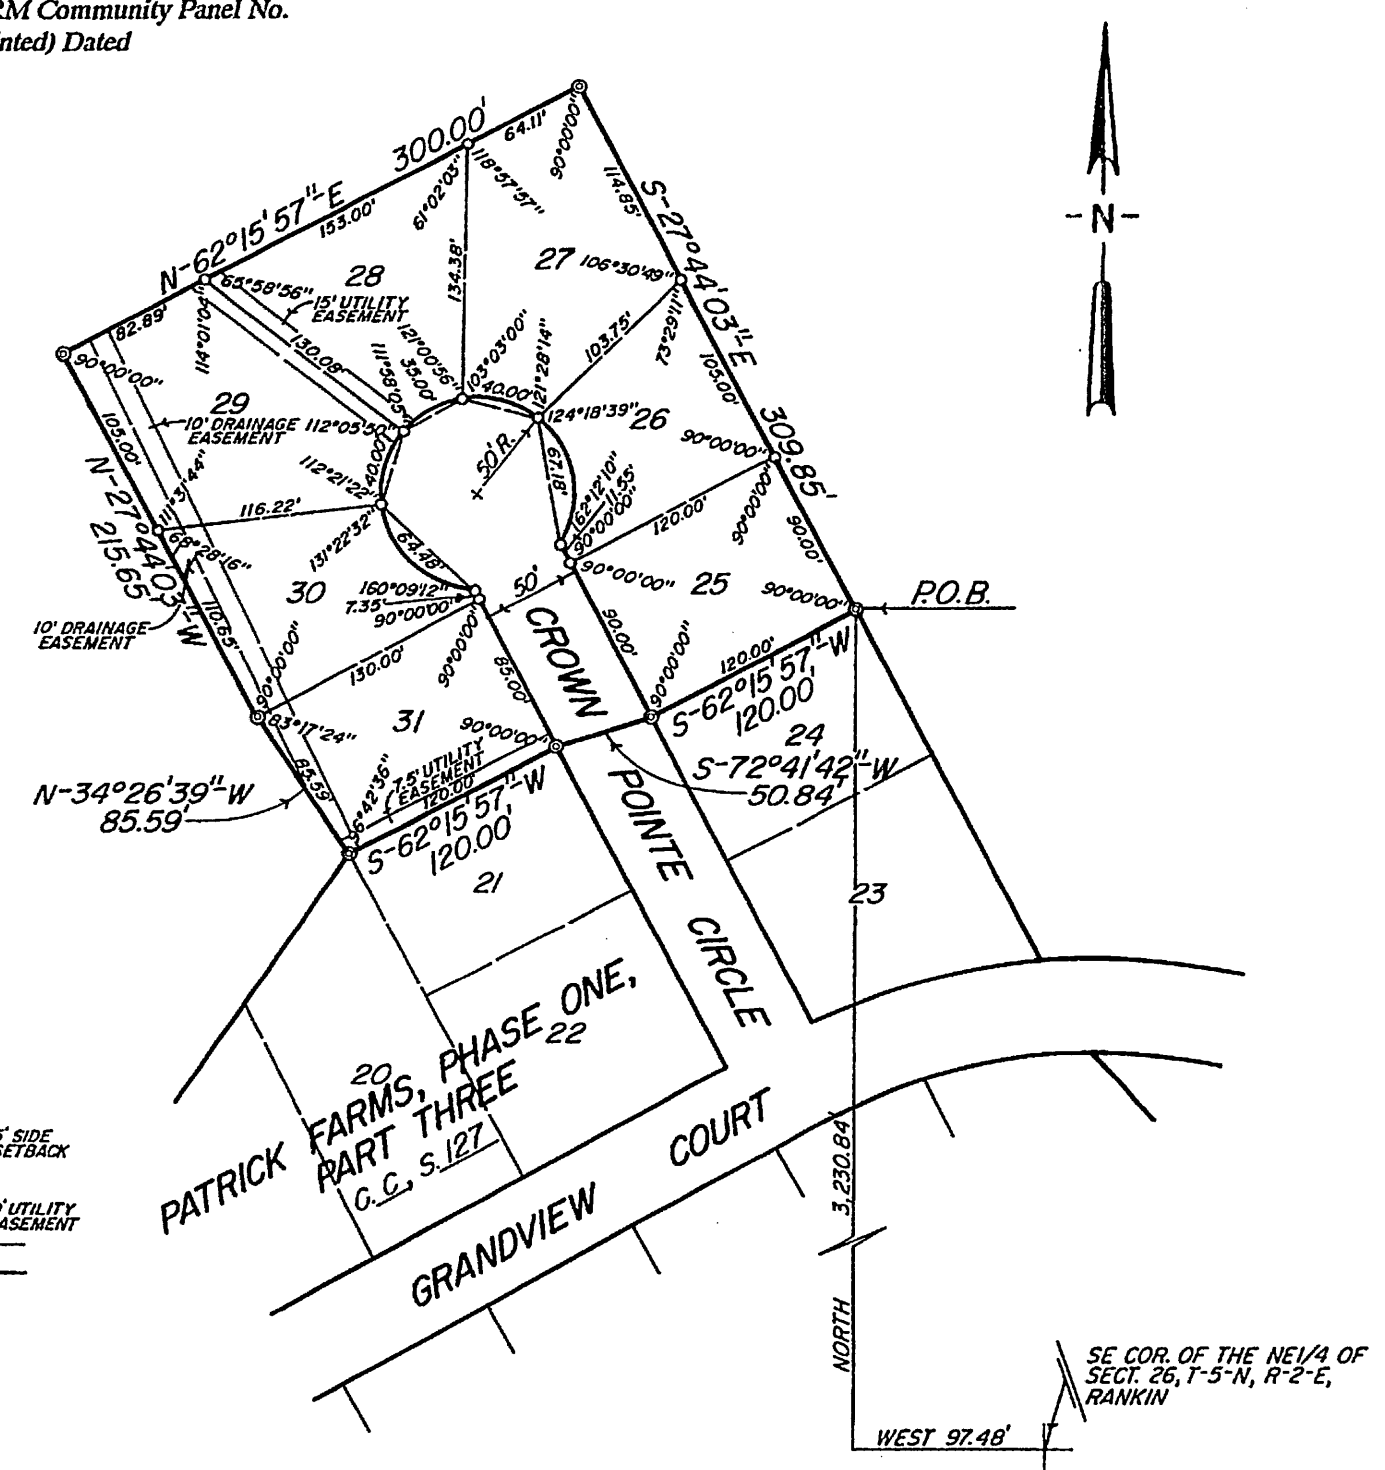 RM Community Panel No.
nted) Dated
N
N-62°15'57"-E
300.00'
64.11'
90°00'00"
153.00'
61°02'03"
118°57'57"
114.85'
S-27°44'03"-E
309.85'
82.89'
65°58'56"
114°01'04"
28
15' UTILITY
EASEMENT
134.38'
27
106°30'49"
73°29'11"
103.75'
130.08'
111°58'05"
35.00'
121°00'56"
103°03'00"
40.00'
121°28'14"
105.00'
90°00'00"
29
10' DRAINAGE
EASEMENT
112°05'50"
124°18'39"
26
90°00'00"
90°00'00"
105.00'
N-27°44'03"-W
215.65'
111°31'44"
116.22'
112°21'22"
40.00'
50' R.
67.18'
162°12'10"
11.55'
90°00'00"
120.00'
90.00'
68°28'16"
131°22'32"
64.48'
160°09'12"
7.35'
90°00'00"
50'
90°00'00"
25
90°00'00"
P.O.B.
30
10' DRAINAGE
EASEMENT
110.65'
90°00'00"
130.00'
90°00'00"
85.00'
CROWN
90.00'
90°00'00"
120.00'
S-62°15'57"-W
120.00'
83°17'24"
31
90°00'00"
7.5' UTILITY
EASEMENT
120.00'
85.59'
N-34°26'39"-W
85.59'
S-62°15'57"-W
120.00'
24
S-72°41'42"-W
50.84'
POINTE
21
23
CIRCLE
PATRICK FARMS, PHASE ONE,
PART THREE
C.C., S. 127
20
22
GRANDVIEW
COURT
' SIDE
SETBACK
' UTILITY
EASEMENT
3,230.84'
NORTH
SE COR. OF THE NE1/4 OF
SECT. 26, T-5-N, R-2-E,
RANKIN
WEST 97.48'